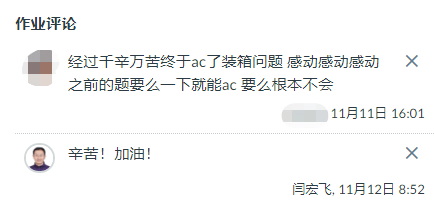 作业评论
经过千辛万苦终于ac了装箱问题 感动感动感动
之前的题要么一下就能ac 要么根本不会
11月11日 16:01
辛苦！加油！
闫宏飞, 11月12日 8:52